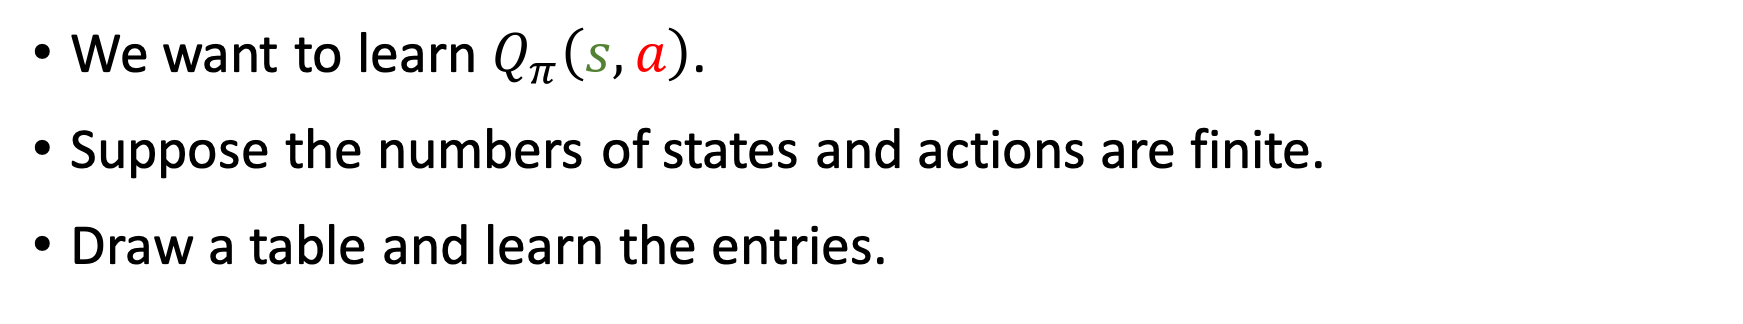 • We want to learn Q_π(s, a).
• Suppose the numbers of states and actions are finite.
• Draw a table and learn the entries.